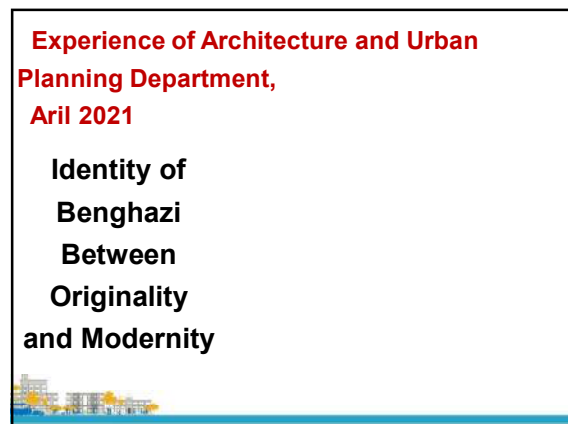 Experience of Architecture and Urban
Planning Department,
Aril 2021
Identity of
Benghazi
Between
Originality
and Modernity